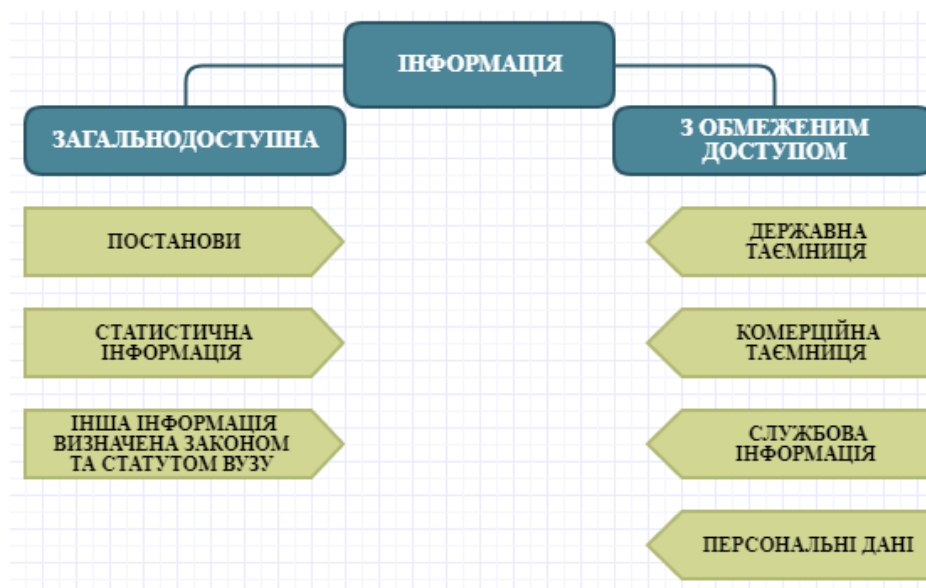 ІНФОРМАЦІЯ
ЗАГАЛЬНОДОСТУПНА
З ОБМЕЖЕНИМ
ДОСТУПОМ
ПОСТАНОВИ
СТАТИСТИЧНА
ІНФОРМАЦІЯ
ІНША ІНФОРМАЦІЯ
ВИЗНАЧЕНА ЗАКОНОМ
ТА СТАТУТОМ ВУЗУ
ДЕРЖАВНА
ТАЄМНИЦЯ
КОМЕРЦІЙНА
ТАЄМНИЦЯ
СЛУЖБОВА
ІНФОРМАЦІЯ
ПЕРСОНАЛЬНІ ДАНІ